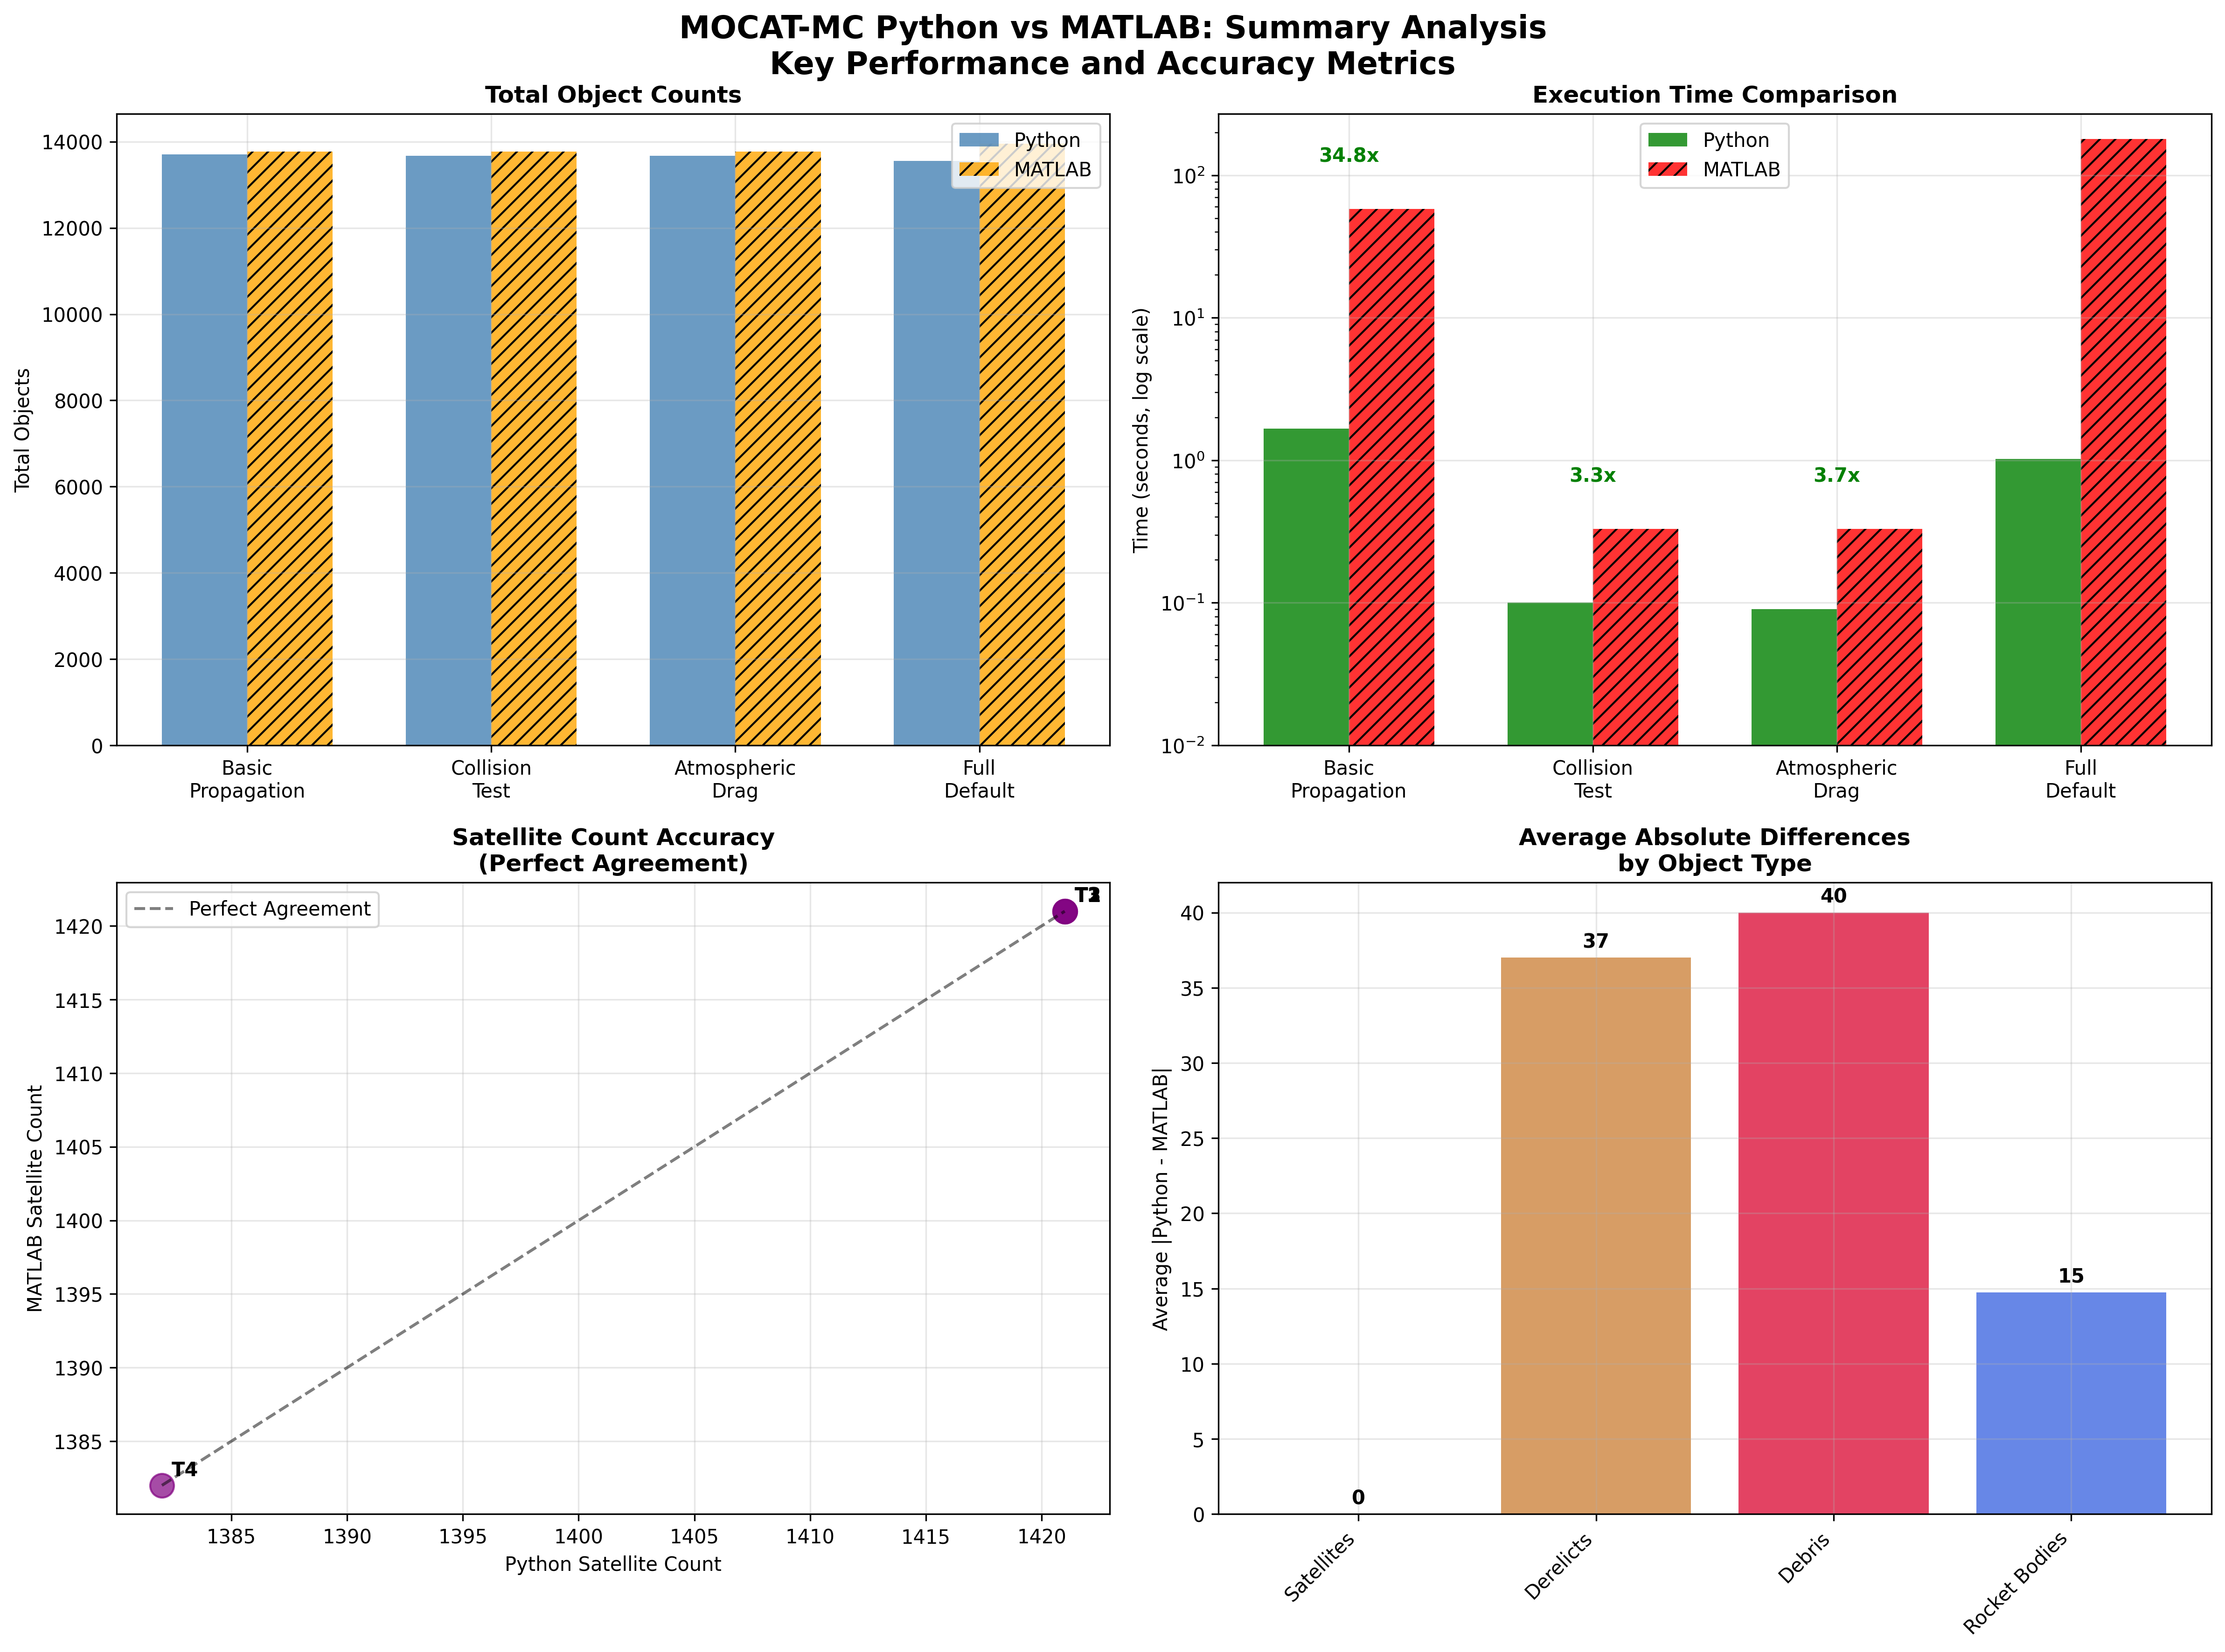 MOCAT-MC Python vs MATLAB: Summary Analysis
Key Performance and Accuracy Metrics
Total Object Counts
Total Objects
14000
12000
10000
8000
6000
4000
2000
0
Python
MATLAB
Basic
Propagation
Collision
Test
Atmospheric
Drag
Full
Default
Execution Time Comparison
Time (seconds, log scale)
10²
10¹
10⁰
10⁻¹
10⁻²
Python
MATLAB
34.8x
3.3x
3.7x
Basic
Propagation
Collision
Test
Atmospheric
Drag
Full
Default
Satellite Count Accuracy
(Perfect Agreement)
MATLAB Satellite Count
1420
1415
1410
1405
1400
1395
1390
1385
Perfect Agreement
T4
1385
1390
1395
1400
1405
1410
1415
1420
Python Satellite Count
Average Absolute Differences
by Object Type
Average |Python - MATLAB|
40
35
30
25
20
15
10
5
0
0
37
40
15
Satellites
Derelicts
Debris
Rocket Bodies